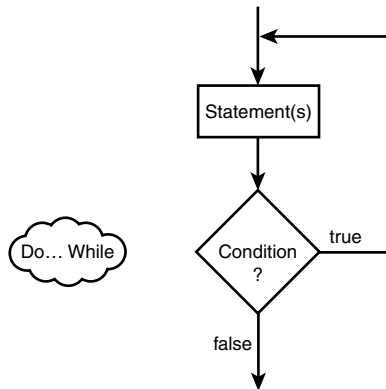 Statement(s)
Do... While
Condition
?
true
false